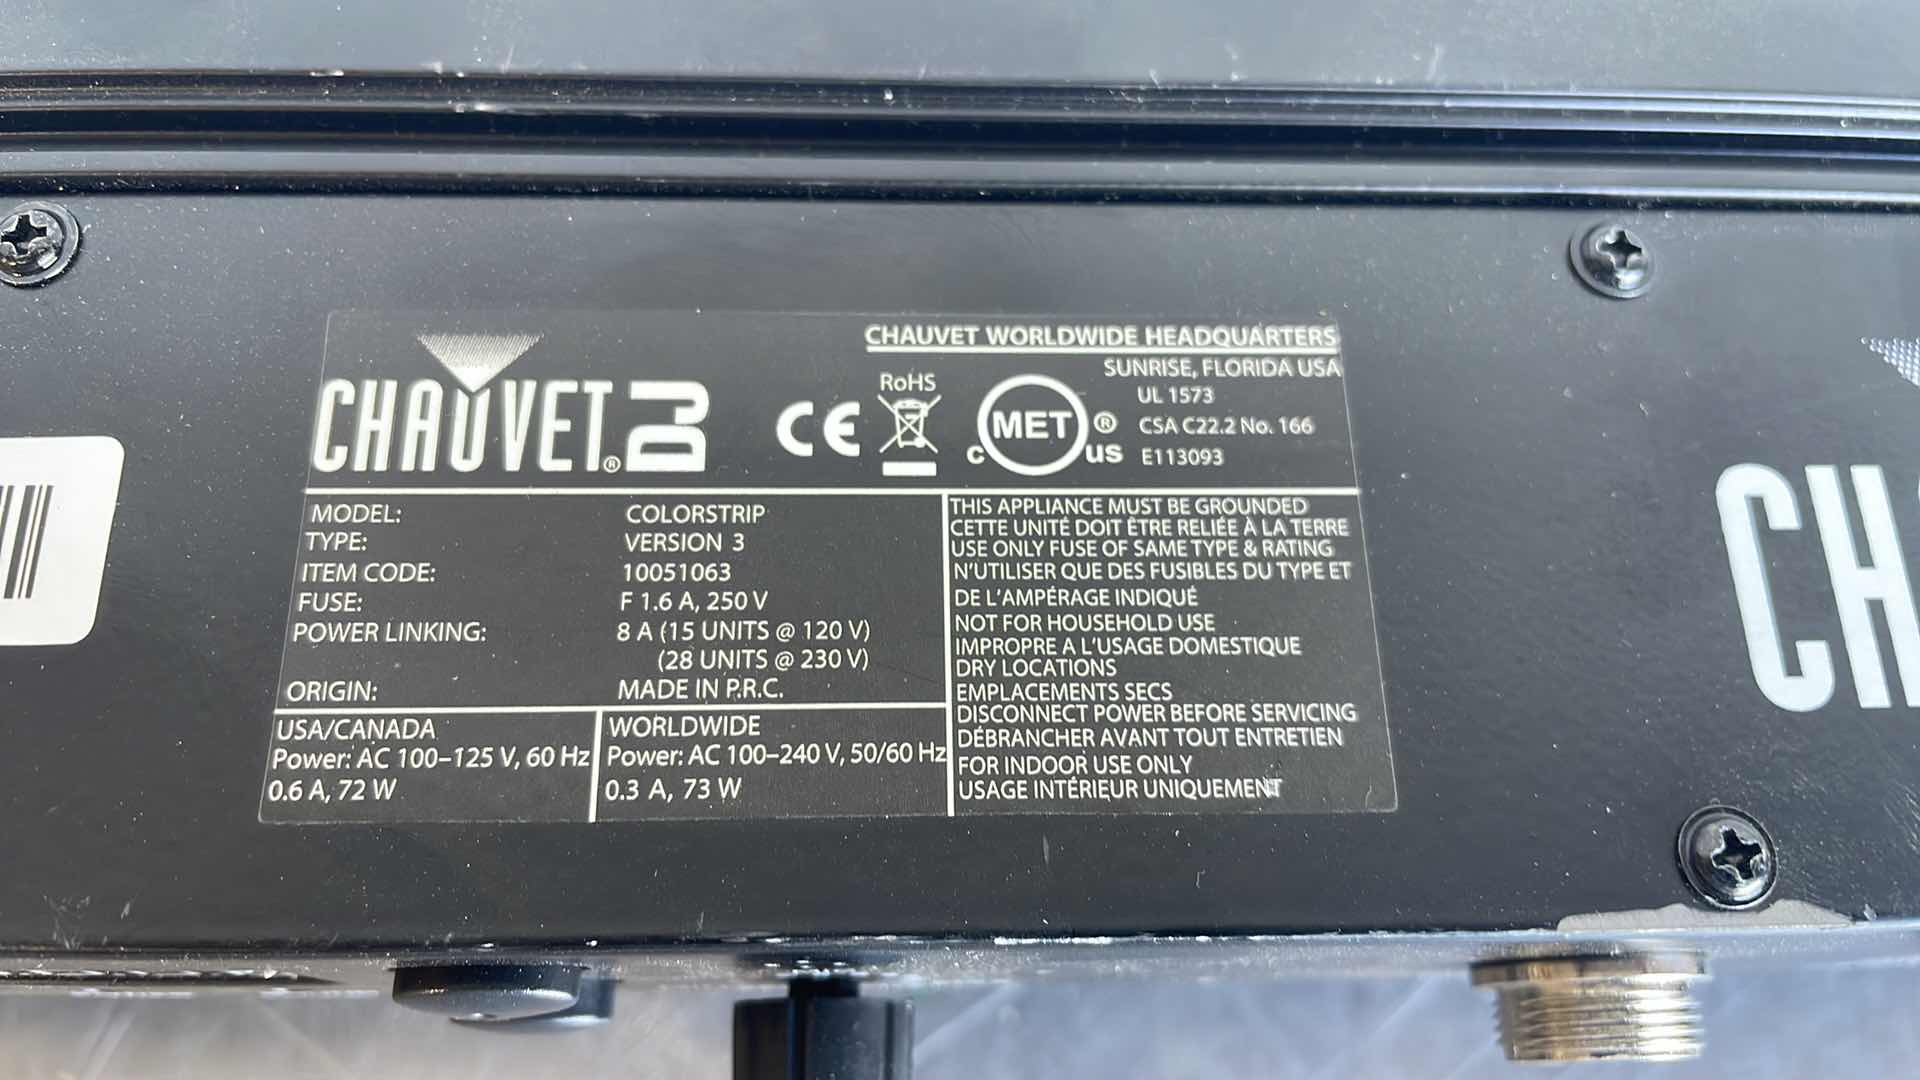 CHAUVET® DJ
RoHS
CE
c MET® us
CHAUVET WORLDWIDE HEADQUARTERS
SUNRISE, FLORIDA USA
UL 1573
CSA C22.2 No. 166
E113093
MODEL: COLORSTRIP
TYPE: VERSION 3
ITEM CODE: 10051063
FUSE: F 1.6 A, 250 V
POWER LINKING: 8 A (15 UNITS @ 120 V)
(28 UNITS @ 230 V)
ORIGIN: MADE IN P.R.C.
USA/CANADA
Power: AC 100–125 V, 60 Hz
0.6 A, 72 W
WORLDWIDE
Power: AC 100–240 V, 50/60 Hz
0.3 A, 73 W
THIS APPLIANCE MUST BE GROUNDED
CETTE UNITÉ DOIT ÊTRE RELIÉE À LA TERRE
USE ONLY FUSE OF SAME TYPE & RATING
N'UTILISER QUE DES FUSIBLES DU TYPE ET
DE L'AMPÉRAGE INDIQUÉ
NOT FOR HOUSEHOLD USE
IMPROPRE A L'USAGE DOMESTIQUE
DRY LOCATIONS
EMPLACEMENTS SECS
DISCONNECT POWER BEFORE SERVICING
DÉBRANCHER AVANT TOUT ENTRETIEN
FOR INDOOR USE ONLY
USAGE INTÉRIEUR UNIQUEMENT
CH